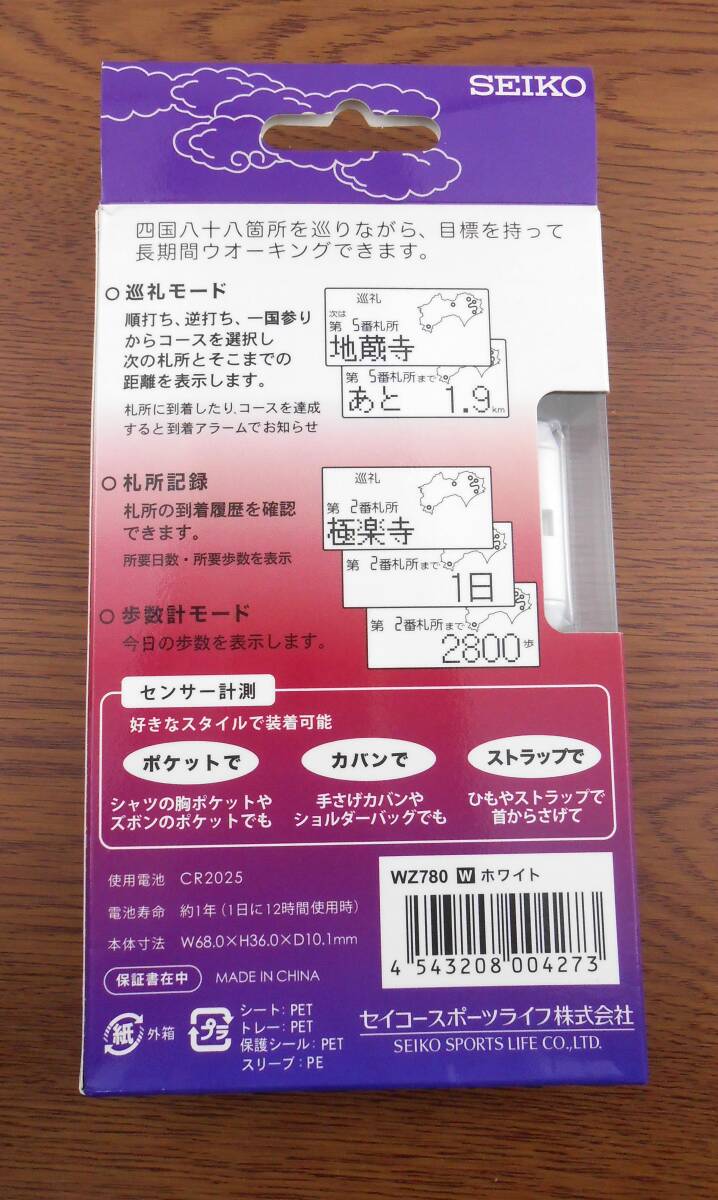 SEIKO
四国八十八箇所を巡りながら、目標を持って
長期間ウオーキングできます。
○ 巡礼モード
順打ち、逆打ち、一国参り
からコースを選択し
次の札所とそこまでの
距離を表示します。
札所に到着したり、コースを達成
すると到着アラームでお知らせ
巡礼
次は
第 5番札所
地蔵寺
第 5番札所まで
あと 1.9km
○ 札所記録
札所の到着履歴を確認
できます。
所要日数・所要歩数を表示
巡礼
第 2番札所
極楽寺
第 2番札所まで
1日
第 2番札所まで
2800歩
○ 歩数計モード
今日の歩数を表示します。
センサー計測
好きなスタイルで装着可能
ポケットで
シャツの胸ポケットや
ズボンのポケットでも
カバンで
手さげカバンや
ショルダーバッグでも
ストラップで
ひもやストラップで
首からさげて
使用電池 CR2025
電池寿命 約1年（1日に12時間使用時）
本体寸法 W68.0×H36.0×D10.1mm
保証書在中 MADE IN CHINA
WZ780 W ホワイト
4 543208 004273
紙 外箱
プラ
シート: PET
トレー: PET
保護シール: PET
スリーブ: PE
セイコースポーツライフ株式会社
SEIKO SPORTS LIFE CO.,LTD.